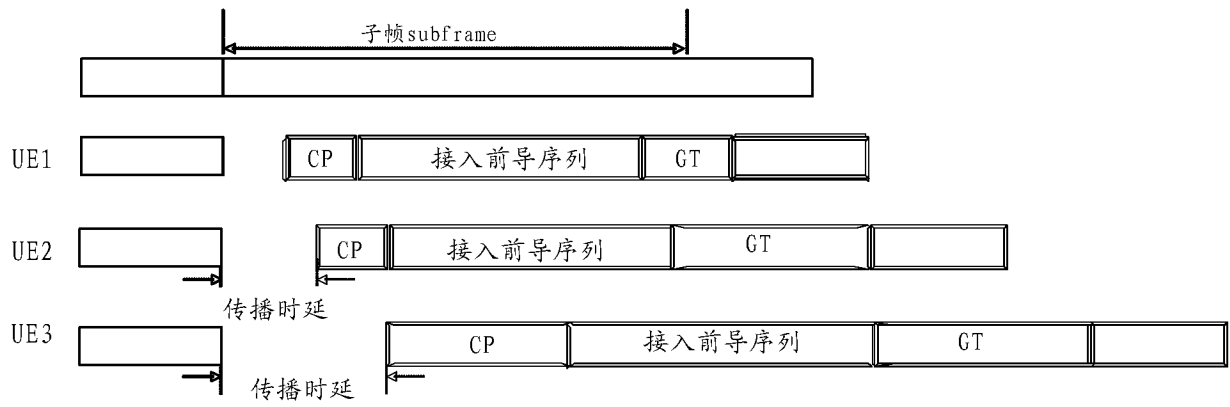 子帧subframe
UE1 CP 接入前导序列 GT
UE2 CP 接入前导序列 GT
传播时延
UE3 CP 接入前导序列 GT
传播时延